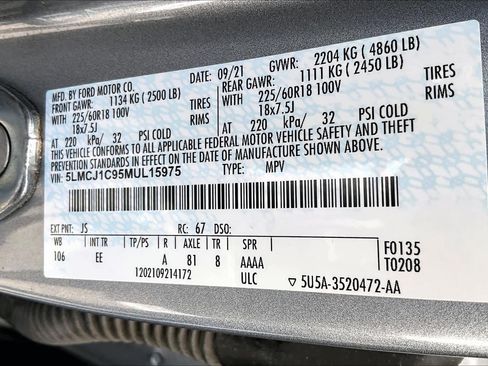 MFD. BY FORD MOTOR CO. DATE: 09/21 GVWR: 2204 KG ( 4860 LB)
FRONT GAWR: 1134 KG ( 2500 LB) REAR GAWR: 1111 KG ( 2450 LB)
WITH 225/60R18 100V TIRES WITH 225/60R18 100V TIRES
18x7.5J RIMS 18x7.5J RIMS
AT 220 kPa/ 32 PSI COLD AT 220 kPa/ 32 PSI COLD
THIS VEHICLE CONFORMS TO ALL APPLICABLE FEDERAL MOTOR VEHICLE SAFETY AND BUMPER
STANDARDS AND THEFT PREVENTION STANDARDS IN EFFECT ON THE DATE OF MANUFACTURE SHOWN ABOVE.
VIN: 5LMCJ1C95MUL15975 TYPE: MPV
EXT PNT: JS RC: 67 DSO: F0135
WB INT TR TP/PS R AXLE TR SPR T0208
106 EE A 81 8 AAAA
1202109214172 ULC 5U5A-3520472-AA